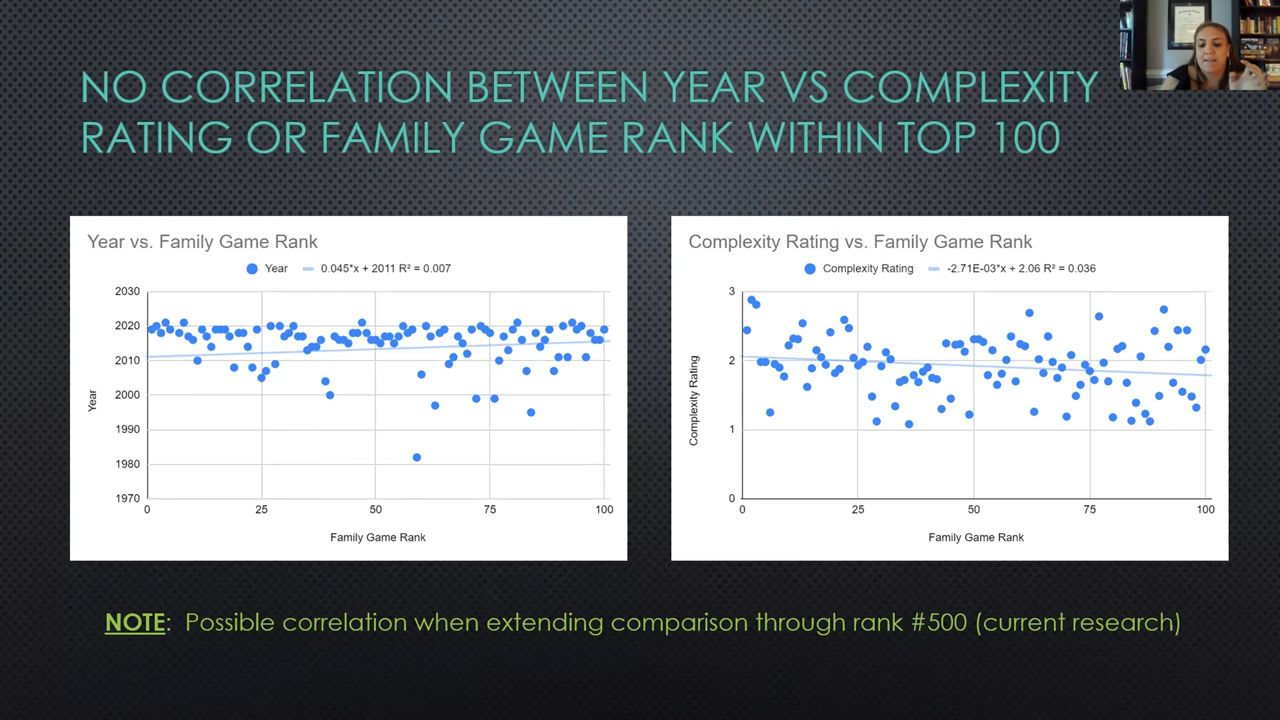 NO CORRELATION BETWEEN YEAR VS COMPLEXITY
RATING OR FAMILY GAME RANK WITHIN TOP 100
Year vs. Family Game Rank
Year 0.045*x + 2011 R² = 0.007
2030
2020
2010
2000
1990
1980
1970
Year
0 25 50 75 100
Family Game Rank
Complexity Rating vs. Family Game Rank
Complexity Rating -2.71E-03*x + 2.06 R² = 0.036
3
2
1
0
Complexity Rating
0 25 50 75 100
Family Game Rank
NOTE: Possible correlation when extending comparison through rank #500 (current research)